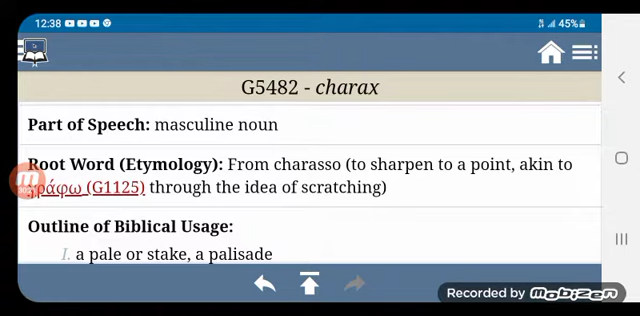 12:38
45%
G5482 - charax
Part of Speech: masculine noun
Root Word (Etymology): From charasso (to sharpen to a point, akin to
γράφω (G1125) through the idea of scratching)
Outline of Biblical Usage:
I. a pale or stake, a palisade
Recorded by Mobizen